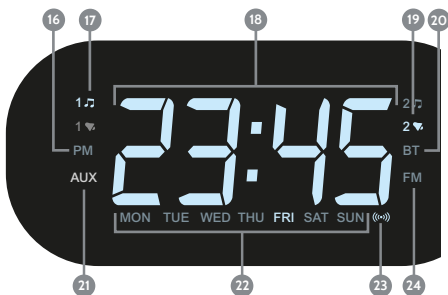 16 17 18 19 20
1 2
1 23:45 2
PM BT
AUX FM
MON TUE WED THU FRI SAT SUN
21 22 23 24